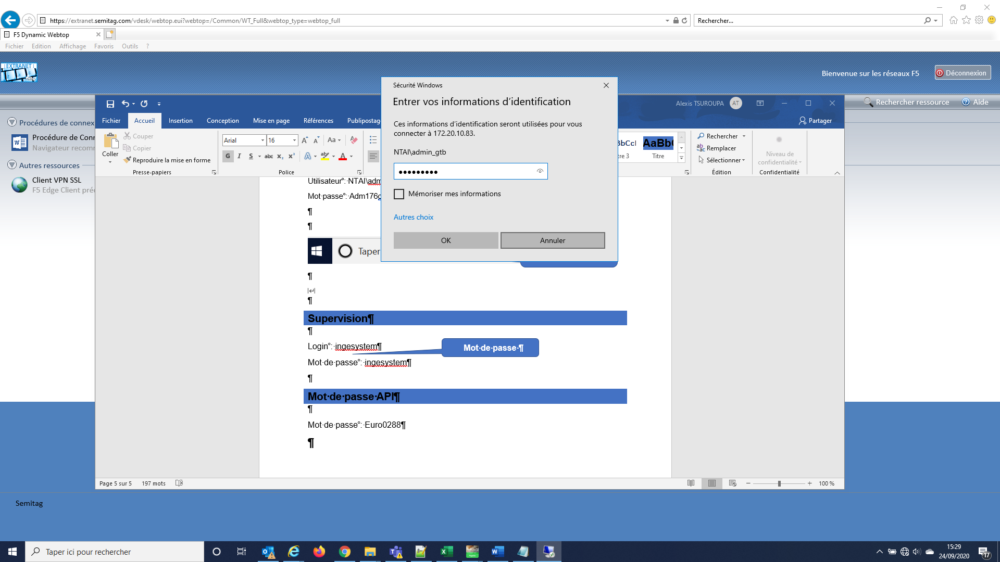 https://extranet.semitag.com/vdesk/webtop.eui?webtop=/Common/WT_Full&webtop_type=webtop_full
Rechercher...
F5 Dynamic Webtop
Fichier Edition Affichage Favoris Outils ?
EXTRANET
Bienvenue sur les réseaux F5
Déconnexion
Rechercher ressource
Aide
Procédures de connex
Procédure de Conn
Navigateur recomm
Autres ressources
Client VPN SSL
F5 Edge Client pré
Alexis TSUROUPA AT
Fichier Accueil Insertion Conception Mise en page Références Publipostag
Partager
Coller
Couper
Copier
Reproduire la mise en forme
Presse-papiers
Arial 16
Aa
G I S abc x₂ x²
A ab A
Police
bCcI AaBb
re 3 Titre
Rechercher
Remplacer
Sélectionner
Édition
Niveau de
confidentialité
Confidentialité
Sécurité Windows
Entrer vos informations d’identification
Ces informations d’identification seront utilisées pour vous
connecter à 172.20.10.83.
NTAI\admin_gtb
●●●●●●●●●
Mémoriser mes informations
Autres choix
OK Annuler
Utilisateur°:·NTAI\adm
Mot·passe°:·Adm176
¶
¶
Taper
¶
¶
Supervision¶
¶
Login°:·ingesystem¶
Mot·de·passe·¶
Mot·de·passe°:·ingesystem¶
¶
Mot·de·passe·API¶
¶
Mot·de·passe°:·Euro0288¶
¶
Page 5 sur 5 197 mots
100 %
Semitag
Taper ici pour rechercher
15:29
24/09/2020
17